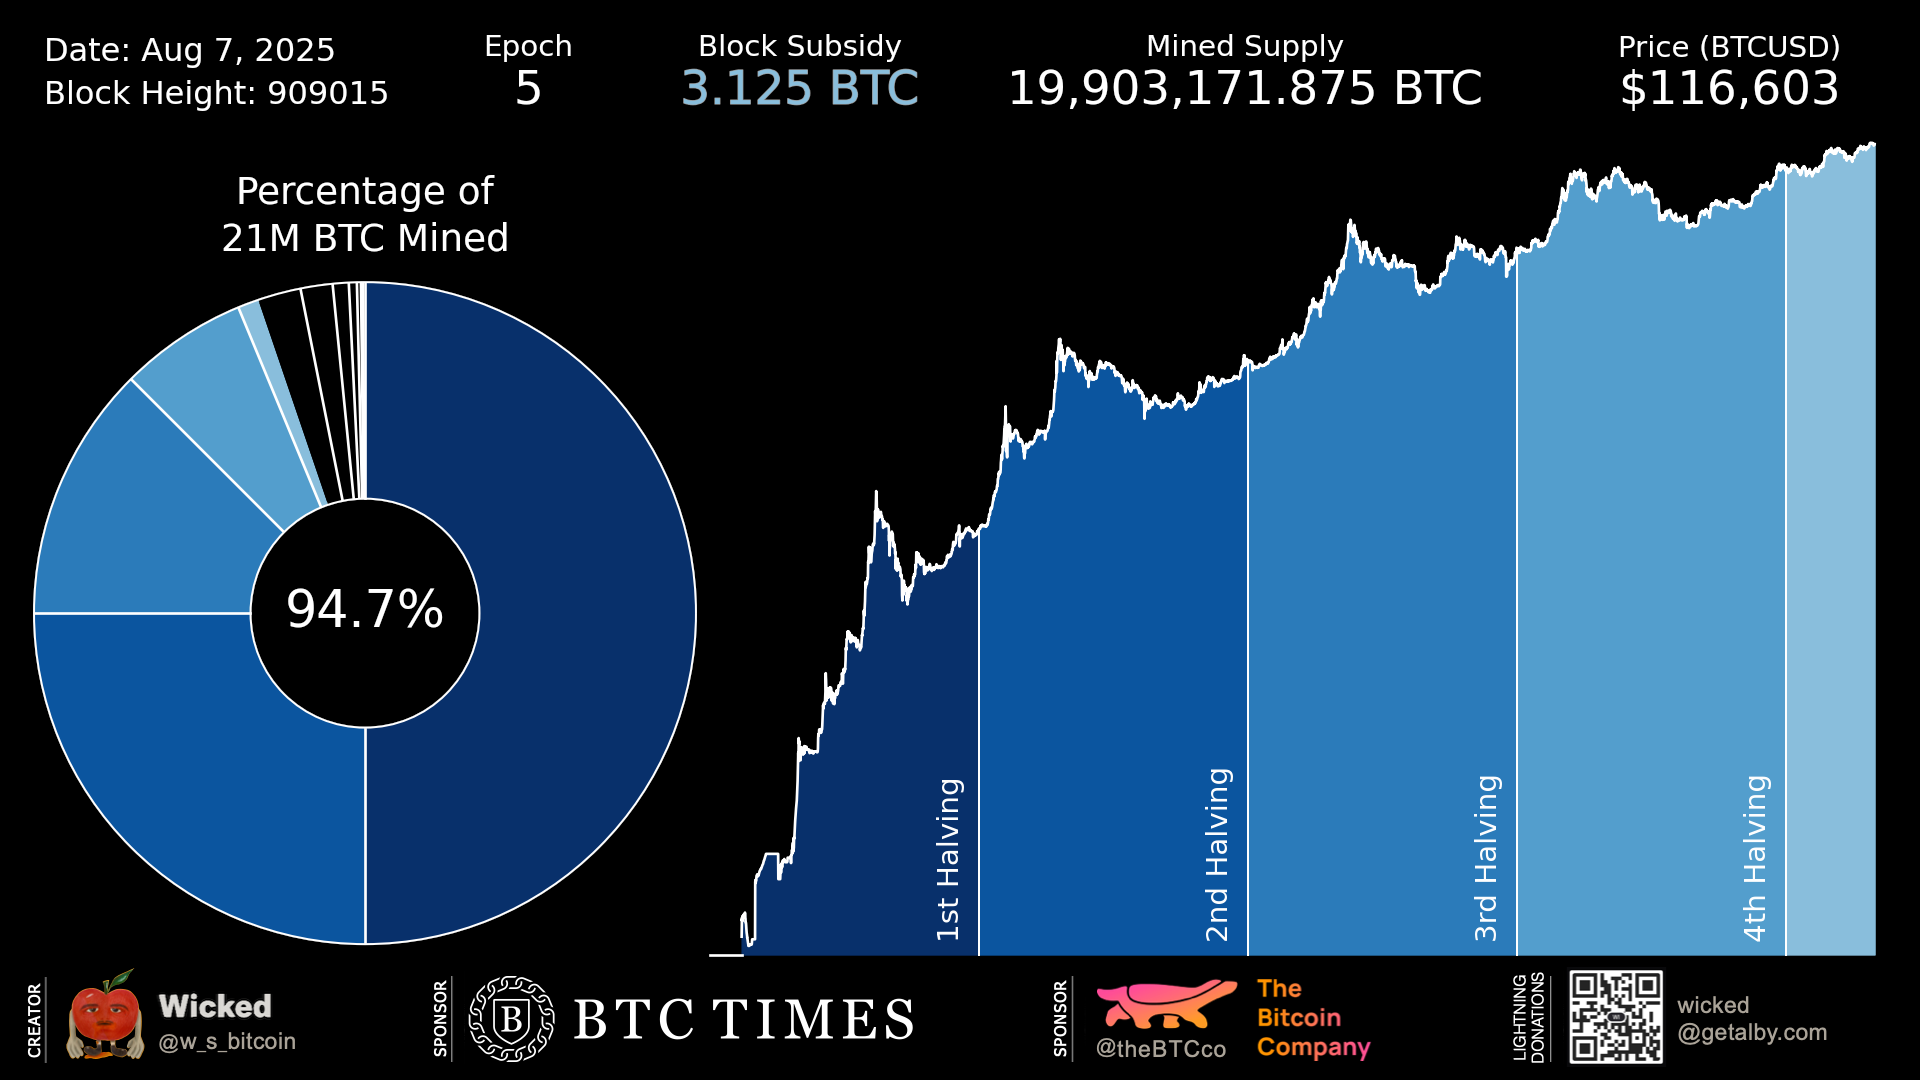 Date: Aug 7, 2025
Block Height: 909015
Epoch
5
Block Subsidy
3.125 BTC
Mined Supply
19,903,171.875 BTC
Price (BTCUSD)
$116,603
Percentage of
21M BTC Mined
94.7%
1st Halving
2nd Halving
3rd Halving
4th Halving
CREATOR
Wicked
@w_s_bitcoin
SPONSOR
B
BTC TIMES
SPONSOR
@theBTCco
The
Bitcoin
Company
LIGHTNING
DONATIONS
wicked
@getalby.com